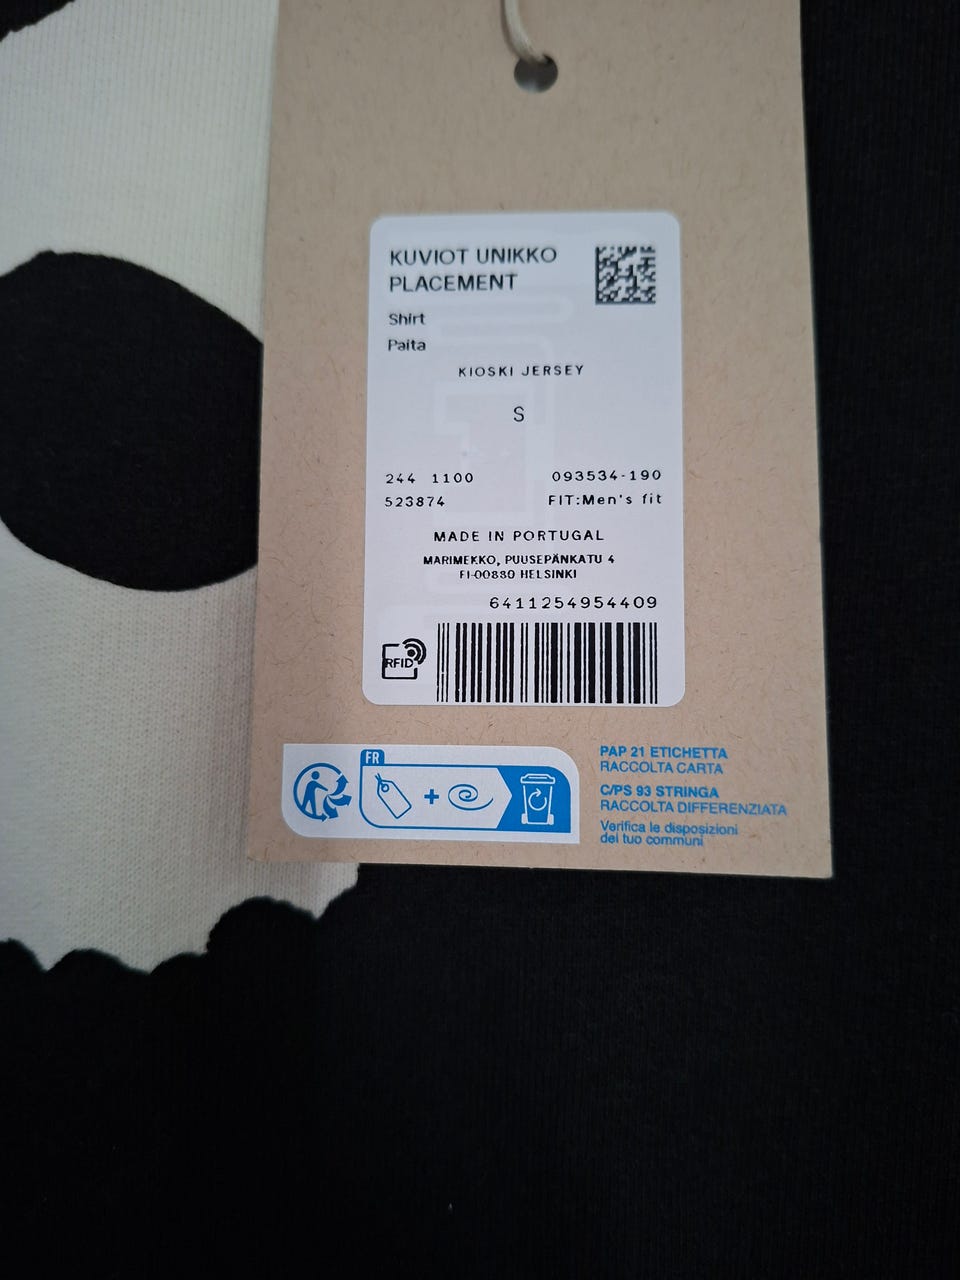 KUVIOT UNIKKO
PLACEMENT
Shirt
Paita
KIOSKI JERSEY
S
244 1100 093534-190
523874 FIT:Men's fit
MADE IN PORTUGAL
MARIMEKKO, PUUSEPÄNKATU 4
FI-00880 HELSINKI
6411254954409
RFID
FR
PAP 21 ETICHETTA
RACCOLTA CARTA
C/PS 93 STRINGA
RACCOLTA DIFFERENZIATA
Verifica le disposizioni
del tuo communi